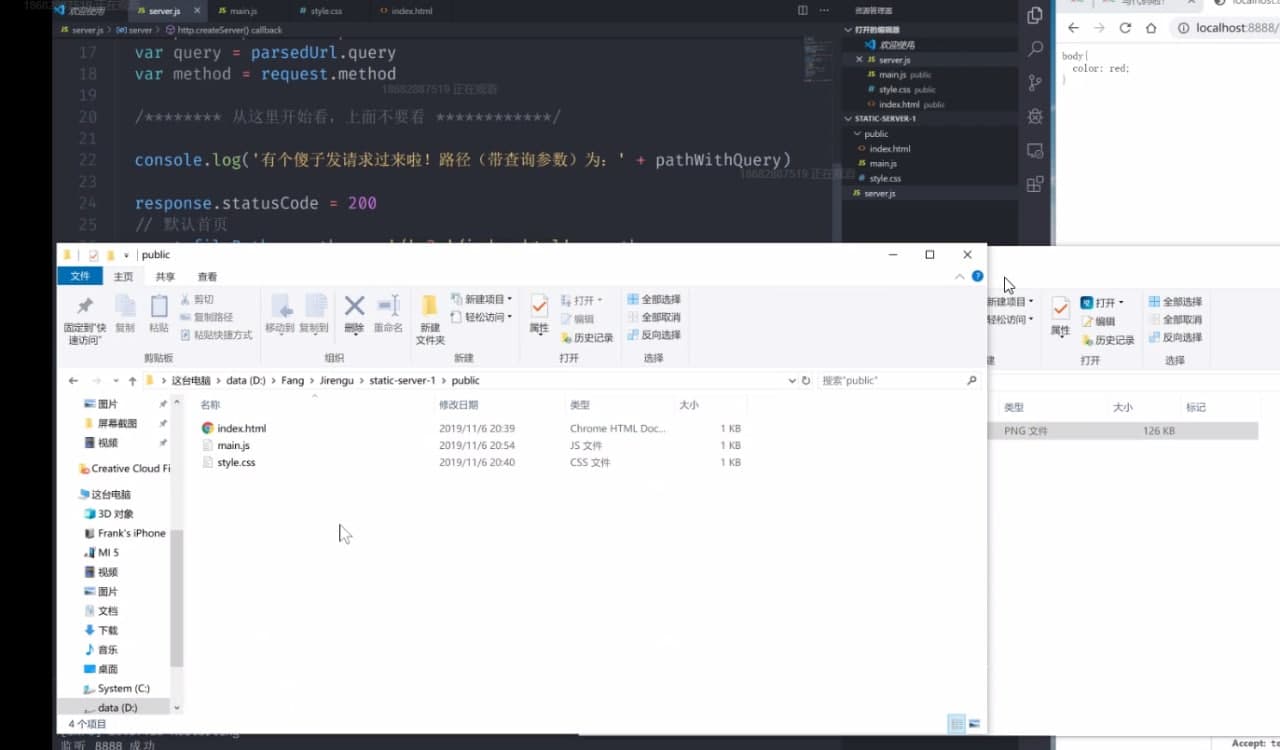 欢迎使用
JS server.js ×
JS main.js
# style.css
<> index.html
JS server.js > server > http.createServer() callback
17 var query = parsedUrl.query
18 var method = request.method
18682887519 正在观看
19
20 /******** 从这里开始看，上面不要看 ************/
21
22 console.log('有个傻子发请求过来啦！路径（带查询参数）为：' + pathWithQuery)
18682887519 正在观看
23
24 response.statusCode = 200
25 // 默认首页
资源管理器
打开的编辑器
欢迎使用
× JS server.js
JS main.js public
# style.css public
<> index.html public
STATIC-SERVER-1
public
<> index.html
JS main.js
# style.css
JS server.js
localhost:8888/
body{
color: red;
}
public
文件 主页 共享 查看
固定到"快速访问"
复制
粘贴
剪切
复制路径
粘贴快捷方式
剪贴板
移动到
复制到
删除
重命名
组织
新建文件夹
新建项目
轻松访问
新建
属性
打开
编辑
历史记录
打开
全部选择
全部取消
反向选择
选择
这台电脑 > data (D:) > Fang > Jirengu > static-server-1 > public
搜索"public"
名称 修改日期 类型 大小
index.html 2019/11/6 20:39 Chrome HTML Doc... 1 KB
main.js 2019/11/6 20:54 JS 文件 1 KB
style.css 2019/11/6 20:40 CSS 文件 1 KB
图片
屏幕截图
视频
Creative Cloud Fi
这台电脑
3D 对象
Frank's iPhone
MI 5
视频
图片
文档
下载
音乐
桌面
System (C:)
data (D:)
4 个项目
新建项目
轻松访问
建
属性
打开
编辑
历史记录
打开
全部选择
全部取消
反向选择
选择
类型 大小 标记
PNG 文件 126 KB
监听 8888 成功
Accept: